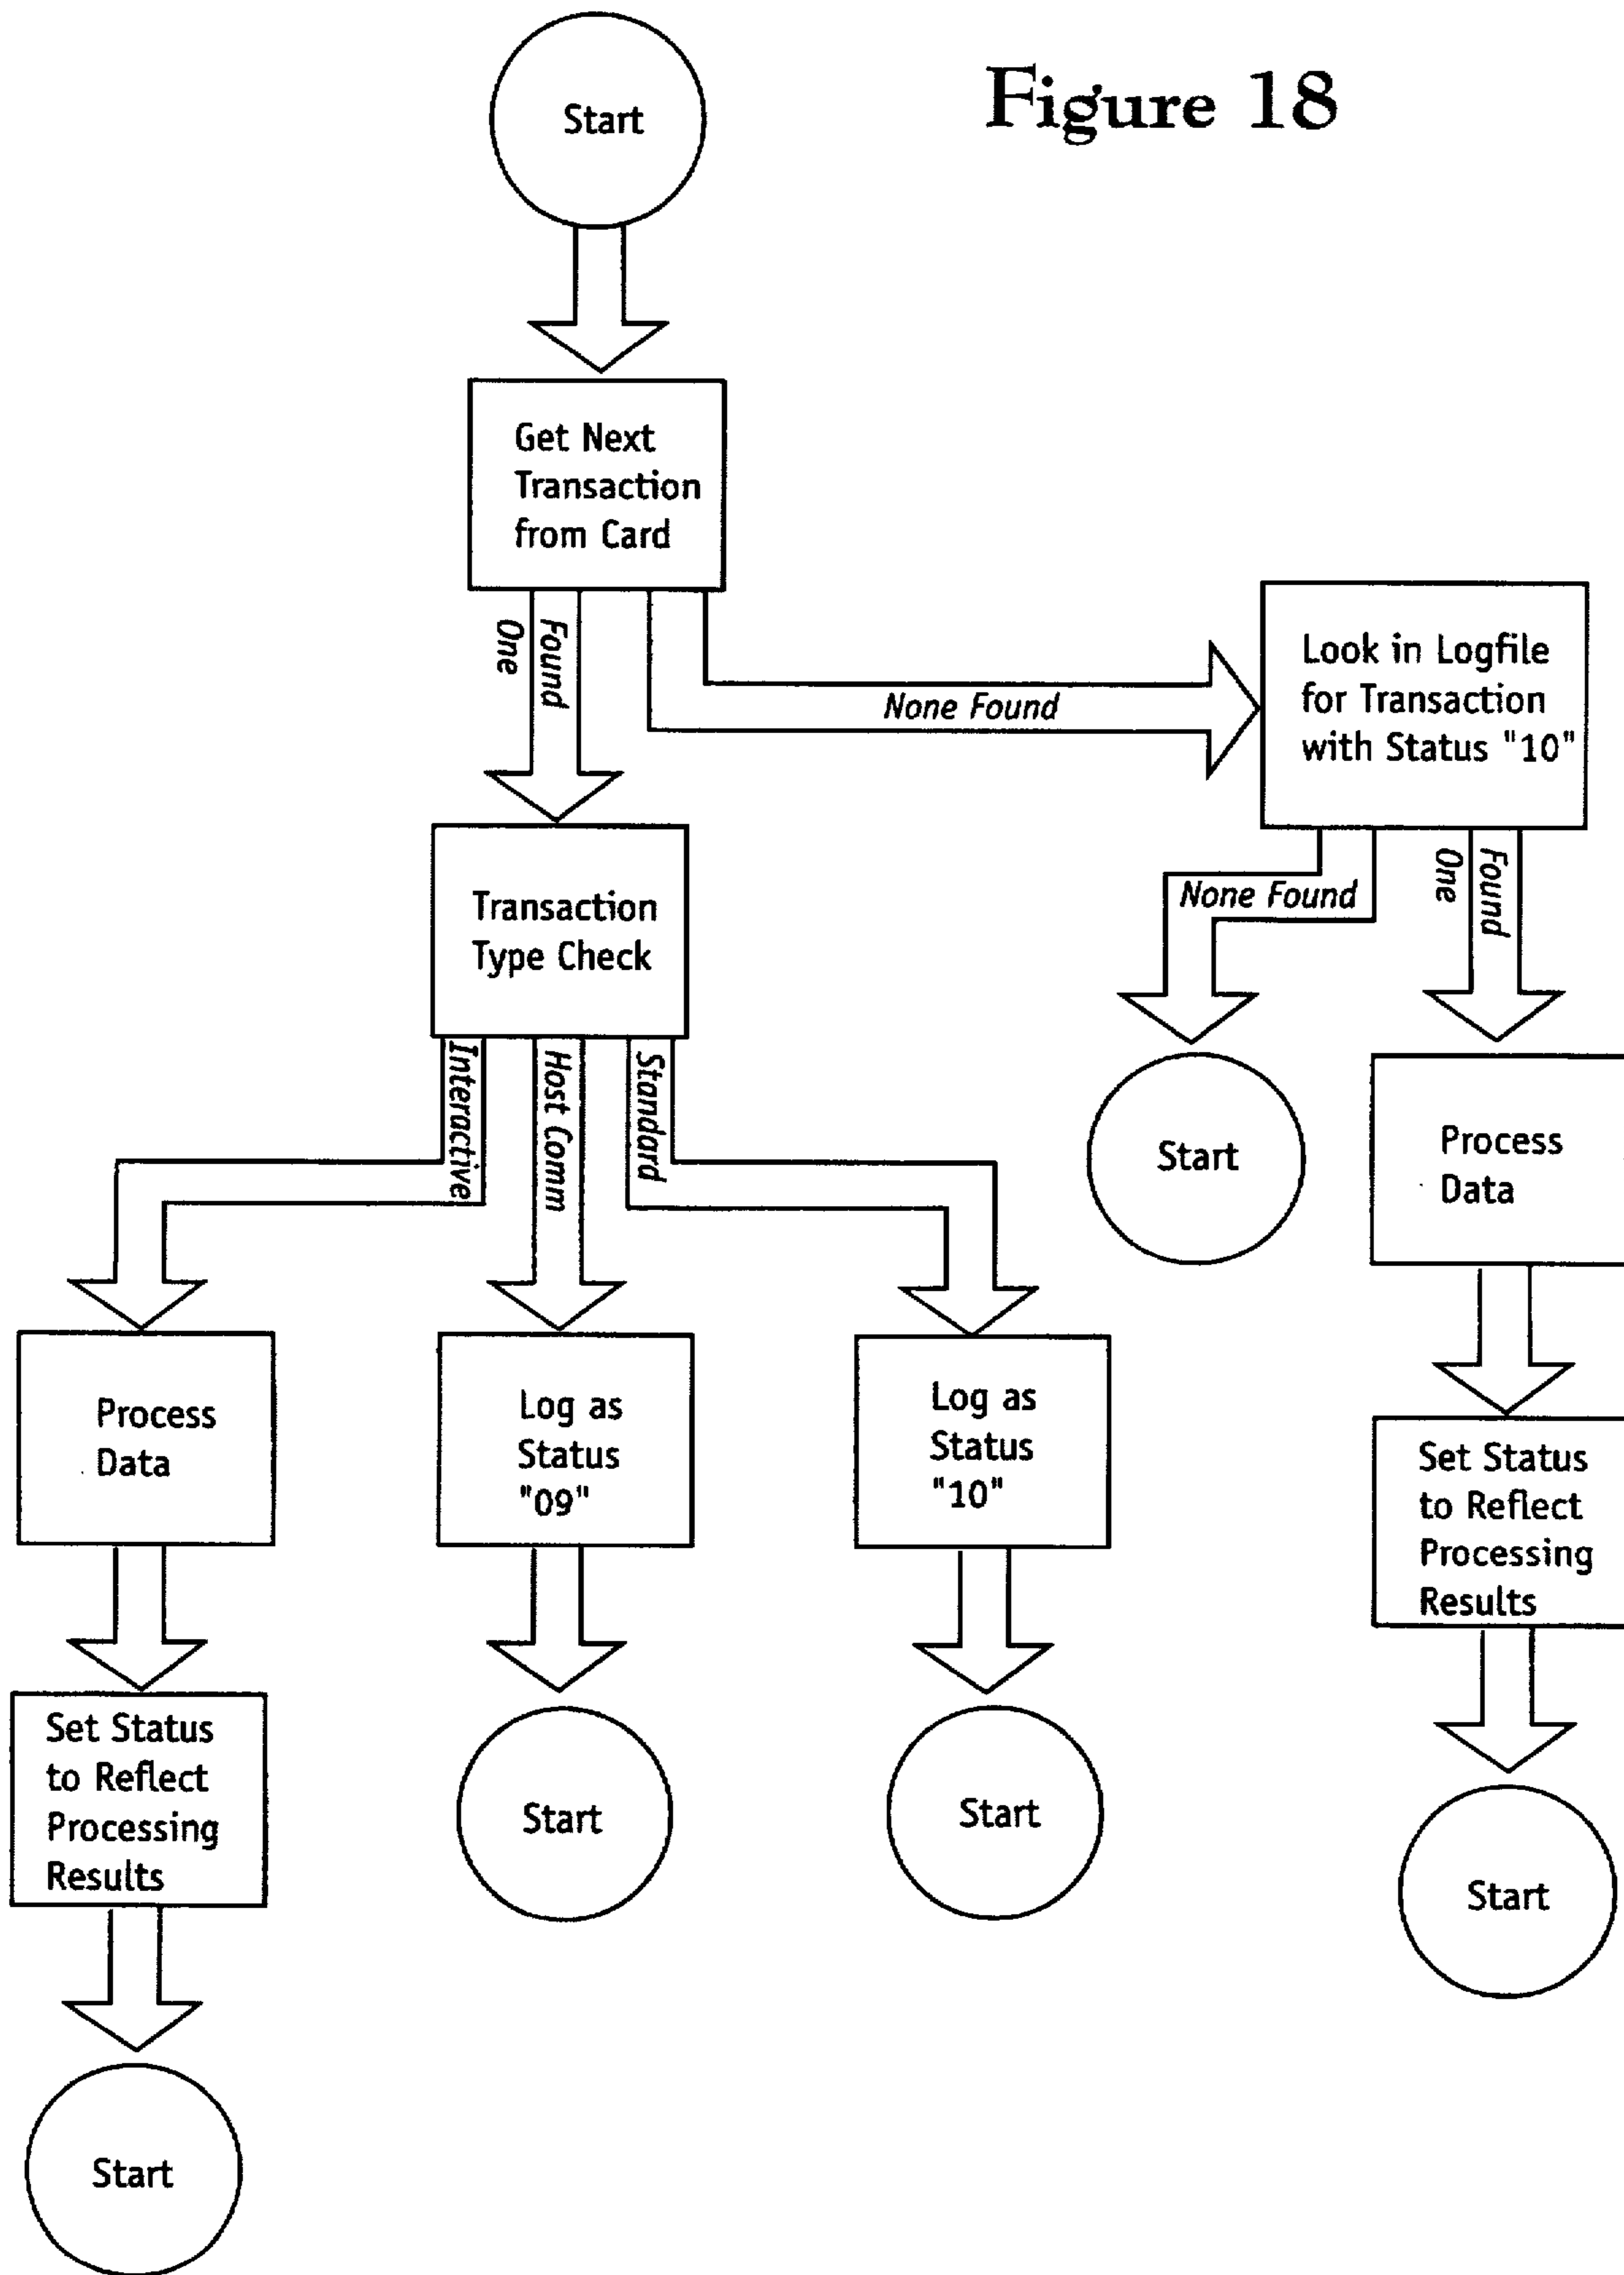 Figure 18
Start
Get Next
Transaction
from Card
Found
One
None Found
Look in Logfile
for Transaction
with Status "10"
None Found
Found
One
Transaction
Type Check
Interactive
Host Comm
Standard
Start
Process
Data
Process
Data
Log as
Status
"09"
Log as
Status
"10"
Set Status
to Reflect
Processing
Results
Set Status
to Reflect
Processing
Results
Start
Start
Start
Start